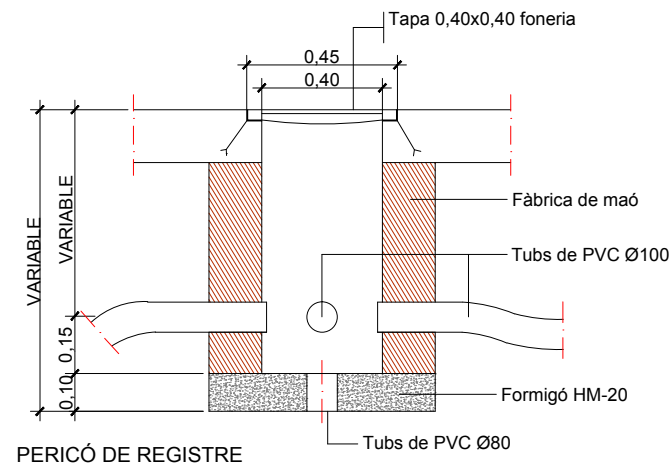 Tapa 0,40x0,40 foneria
0,45
0,40
VARIABLE
VARIABLE
Fàbrica de maó
Tubs de PVC Ø100
0,15
0,10
Formigó HM-20
Tubs de PVC Ø80
PERICÓ DE REGISTRE